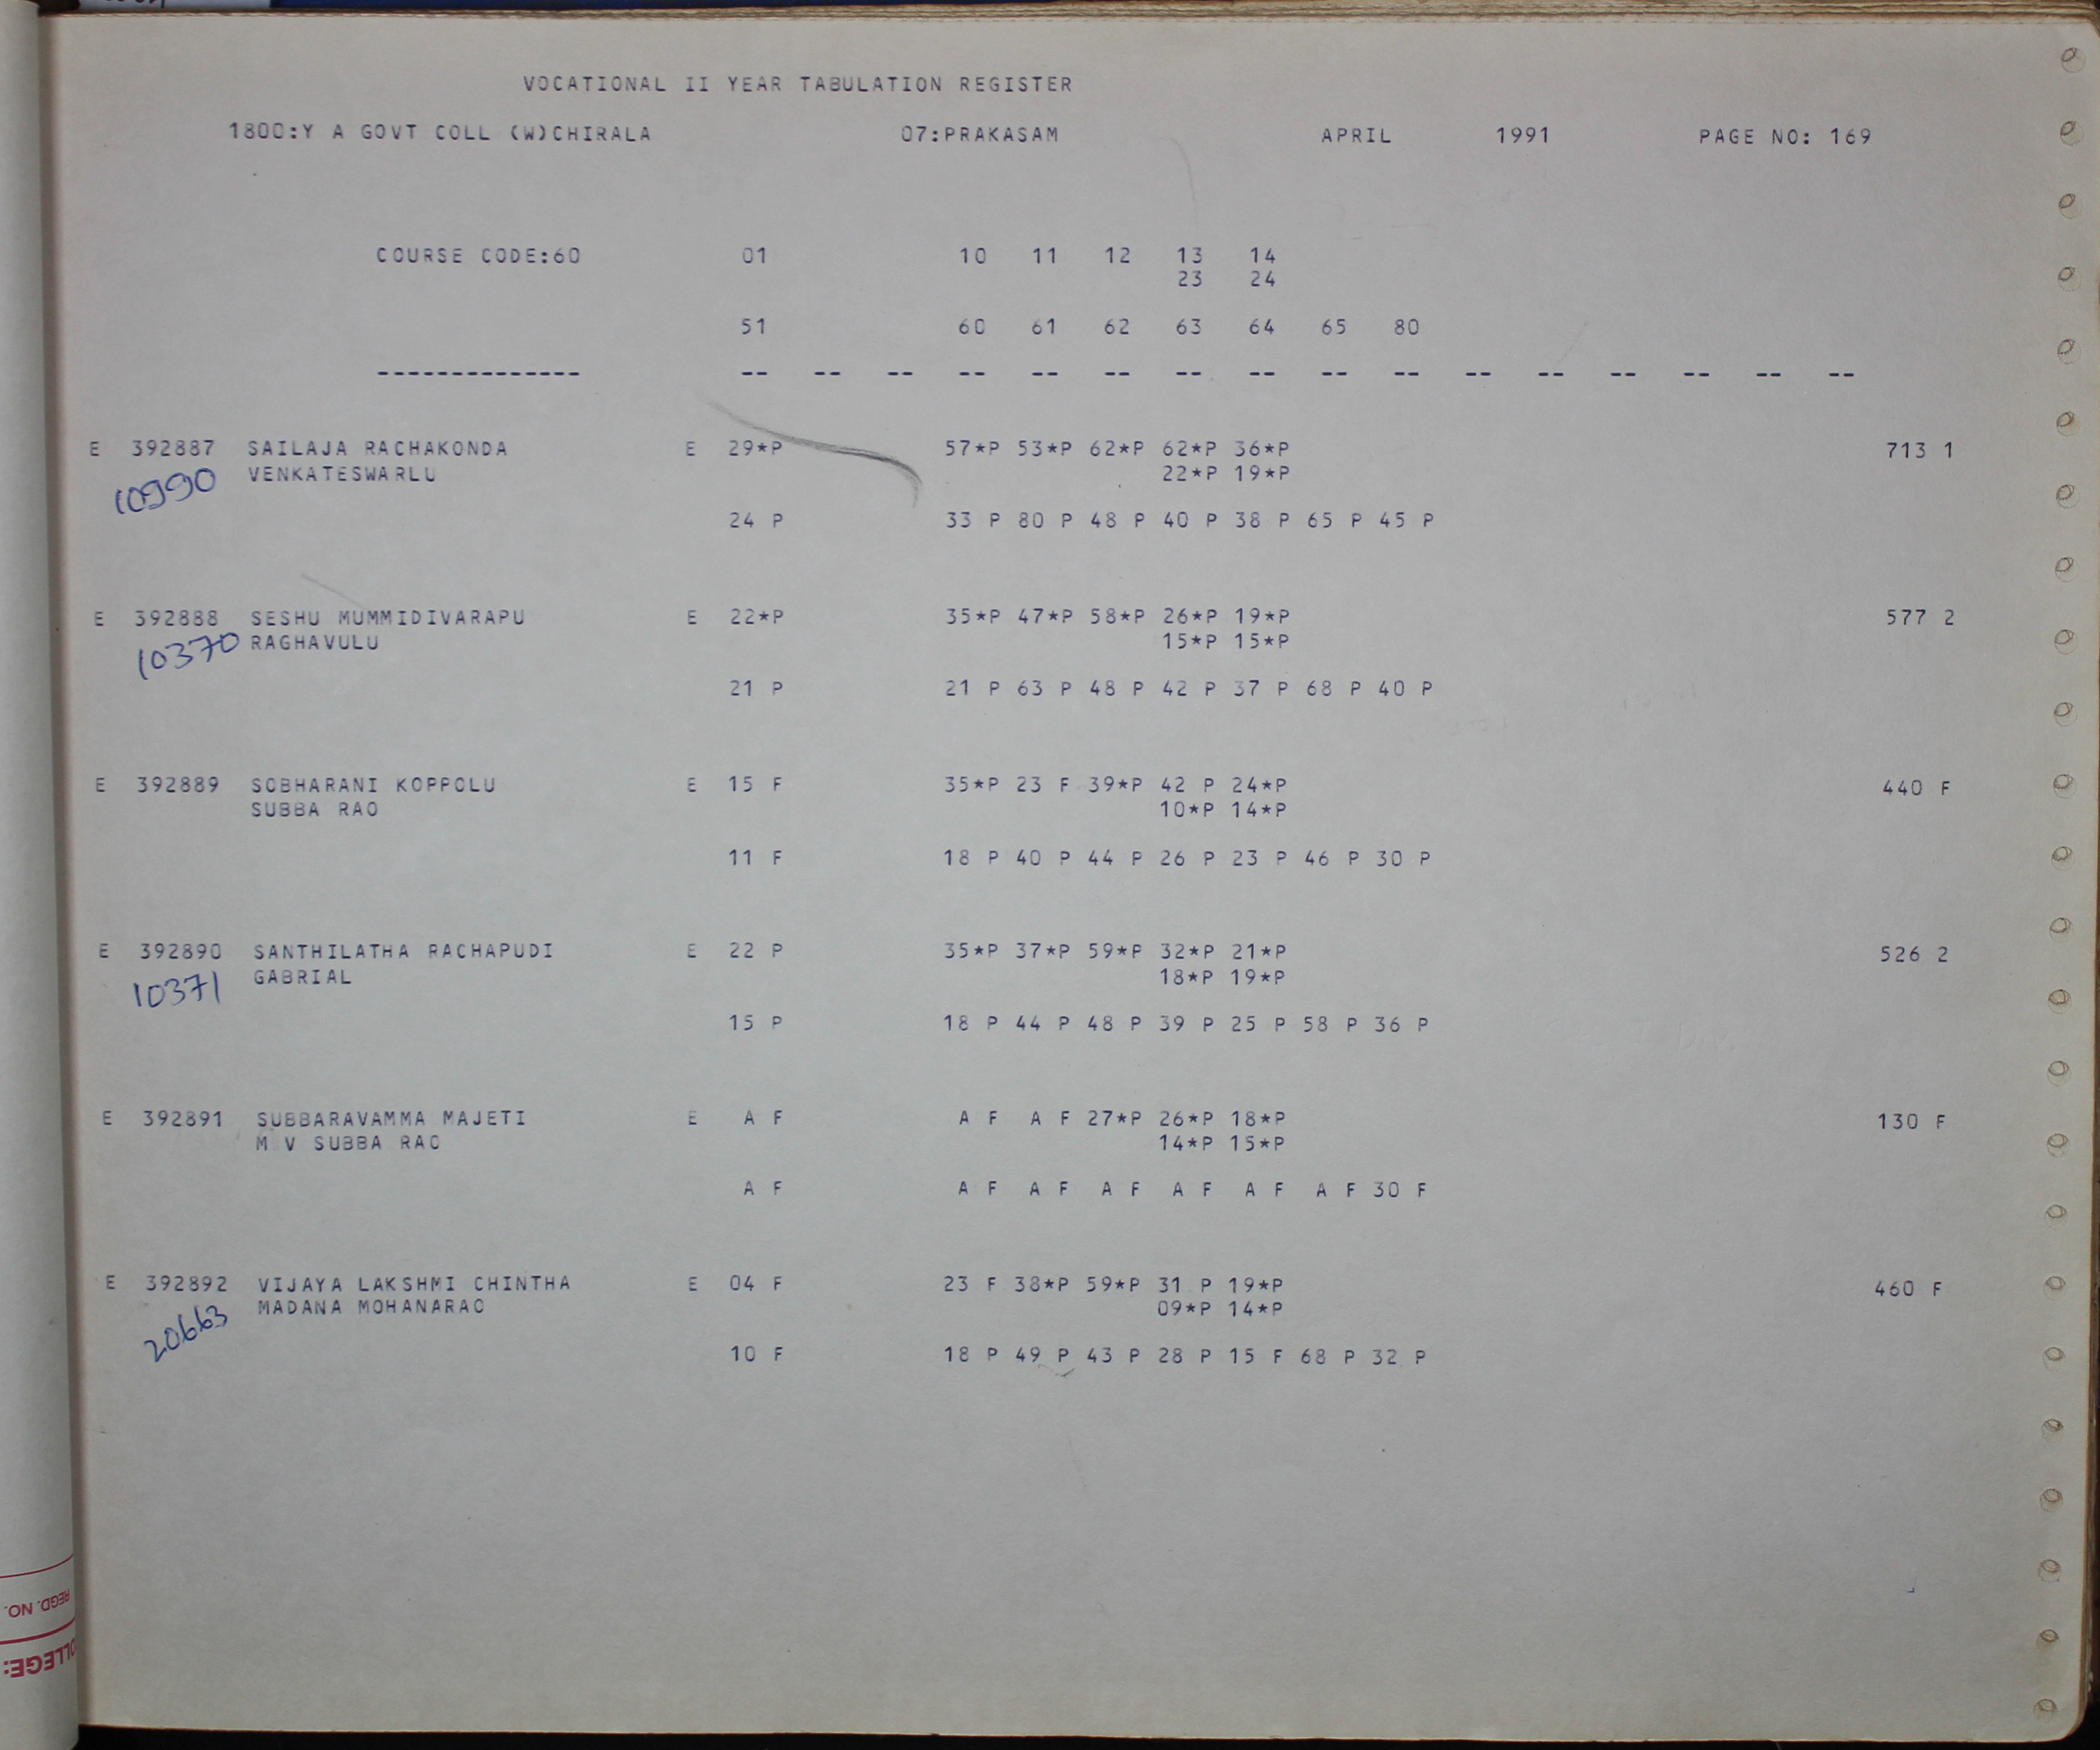 VOCATIONAL II YEAR TABULATION REGISTER
1800:Y A GOVT COLL (W)CHIRALA 07:PRAKASAM APRIL 1991 PAGE NO: 169
COURSE CODE:60 01 10 11 12 13 14
23 24
51 60 61 62 63 64 65 80
-------------- -- -- -- -- -- -- -- -- -- -- -- -- -- -- -- --
E 392887 SAILAJA RACHAKONDA E 29*P 57*P 53*P 62*P 62*P 36*P 713 1
10990 VENKATESWARLU 22*P 19*P
24 P 33 P 80 P 48 P 40 P 38 P 65 P 45 P
E 392888 SESHU MUMMIDIVARAPU E 22*P 35*P 47*P 58*P 26*P 19*P 577 2
10370 RAGHAVULU 15*P 15*P
21 P 21 P 63 P 48 P 42 P 37 P 68 P 40 P
E 392889 SOBHARANI KOPPOLU E 15 F 35*P 23 F 39*P 42 P 24*P 440 F
SUBBA RAO 10*P 14*P
11 F 18 P 40 P 44 P 26 P 23 P 46 P 30 P
E 392890 SANTHILATHA RACHAPUDI E 22 P 35*P 37*P 59*P 32*P 21*P 526 2
10371 GABRIAL 18*P 19*P
15 P 18 P 44 P 48 P 39 P 25 P 58 P 36 P
E 392891 SUBBARAVAMMA MAJETI E A F A F A F 27*P 26*P 18*P 130 F
M V SUBBA RAO 14*P 15*P
A F A F A F A F A F A F A F 30 F
E 392892 VIJAYA LAKSHMI CHINTHA E 04 F 23 F 38*P 59*P 31 P 19*P 460 F
20663 MADANA MOHANARAO 09*P 14*P
10 F 18 P 49 P 43 P 28 P 15 F 68 P 32 P
REGD. NO.
OLLEGE: